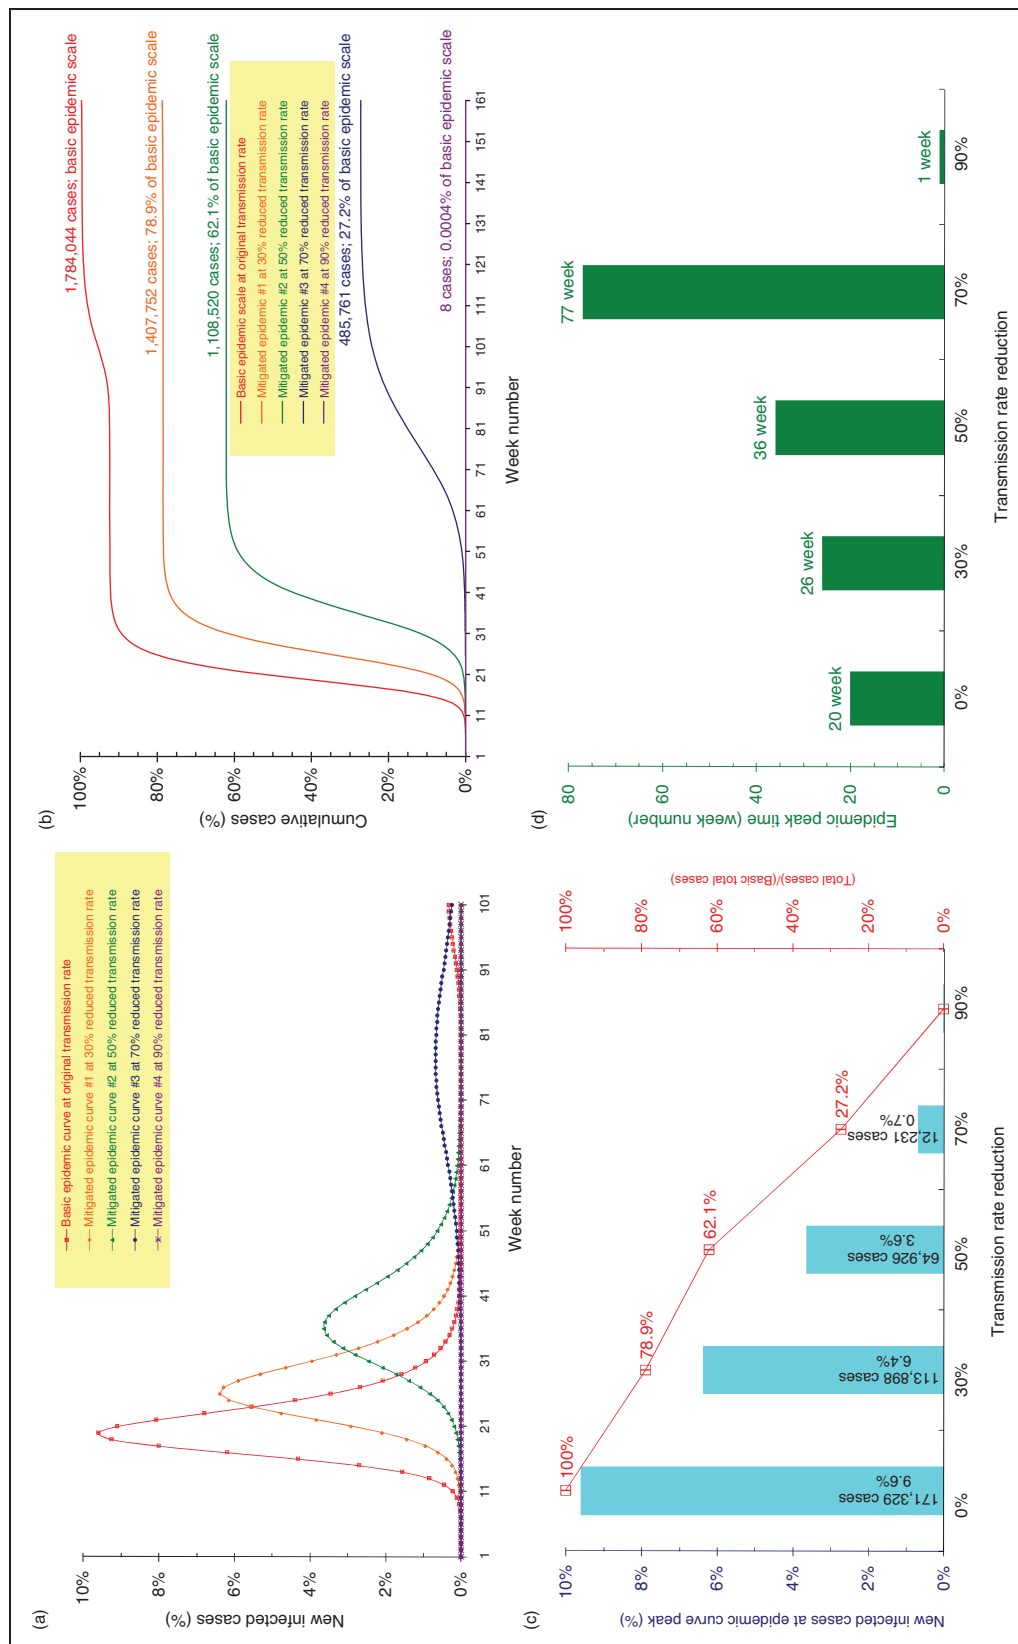 (a)
Basic epidemic curve at original transmission rate
Mitigated epidemic curve #1 at 30% reduced transmission rate
Mitigated epidemic curve #2 at 50% reduced transmission rate
Mitigated epidemic curve #3 at 70% reduced transmission rate
Mitigated epidemic curve #4 at 90% reduced transmission rate
New infected cases (%)
10%
8%
6%
4%
2%
0%
1 11 21 31 41 51 61 71 81 91 101
Week number
(b)
1,784,044 cases; basic epidemic scale
1,407,752 cases; 78.9% of basic epidemic scale
1,108,520 cases; 62.1% of basic epidemic scale
Basic epidemic scale at original transmission rate
Mitigated epidemic #1 at 30% reduced transmission rate
Mitigated epidemic #2 at 50% reduced transmission rate
Mitigated epidemic #3 at 70% reduced transmission rate
Mitigated epidemic #4 at 90% reduced transmission rate
485,761 cases; 27.2% of basic epidemic scale
8 cases; 0.0004% of basic epidemic scale
Cumulative cases (%)
100%
80%
60%
40%
20%
0%
1 11 21 31 41 51 61 71 81 91 101 111 121 131 141 151 161
Week number
(c)
New infected cases at epidemic curve peak (%)
10%
8%
6%
4%
2%
0%
100%
78.9%
62.1%
27.2%
9.6%
171,329 cases
6.4%
113,898 cases
3.6%
64,926 cases
0.7%
12,231 cases
0% 30% 50% 70% 90%
Transmission rate reduction
100%
80%
60%
40%
20%
0%
(Total cases)/(Basic total cases)
(d)
Epidemic peak time (week number)
80
60
40
20
0
20 week
26 week
36 week
77 week
1 week
0% 30% 50% 70% 90%
Transmission rate reduction